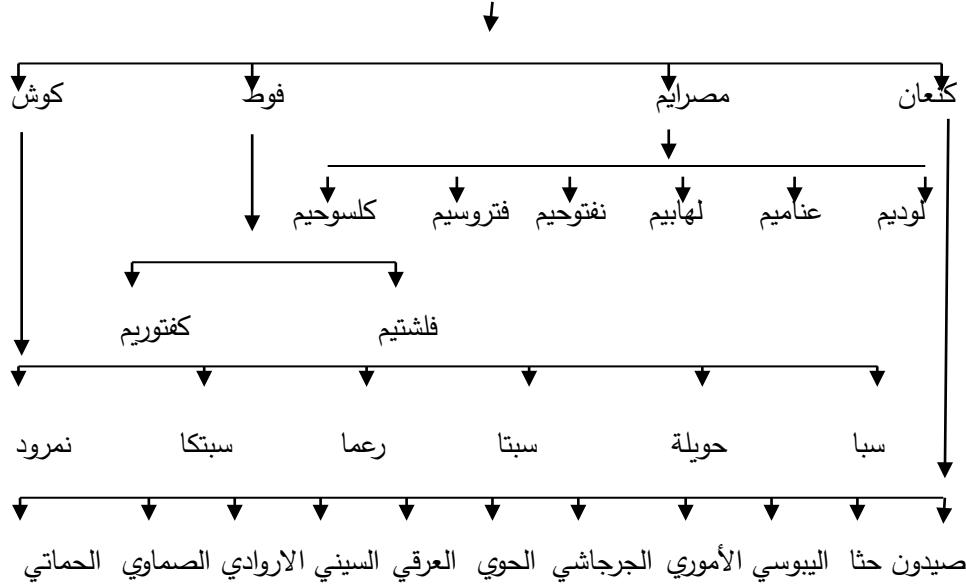 كنعان مصرايم فوط كوش
لوديم عناميم لهابيم نفتوحيم فتروسيم كلسوحيم
فلشتيم كفتوريم
سبا حويلة سبتا رعما سبتكا نمرود
صيدون حثا اليبوسي الأموري الجرجاشي الحوي العرقي السيني الاروادي الصماوي الحماتي